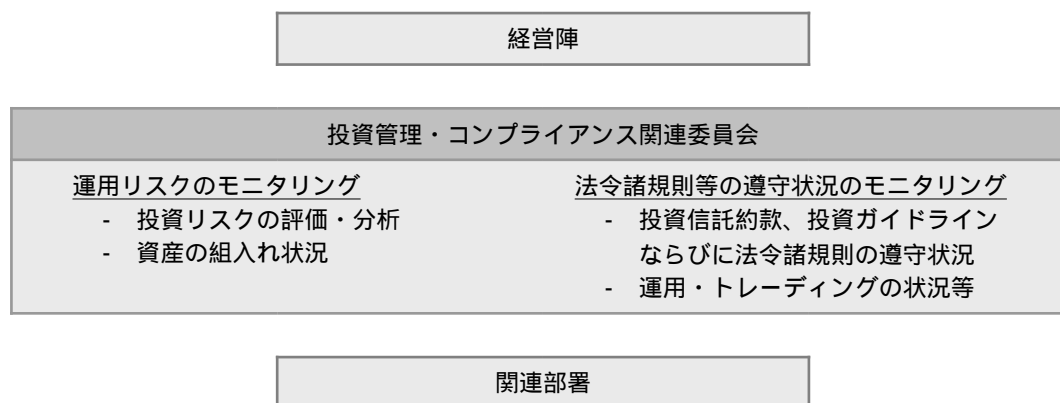 経営陣
投資管理・コンプライアンス関連委員会
運用リスクのモニタリング
- 投資リスクの評価・分析
- 資産の組入れ状況
法令諸規則等の遵守状況のモニタリング
- 投資信託約款、投資ガイドライン
ならびに法令諸規則の遵守状況
- 運用・トレーディングの状況等
関連部署